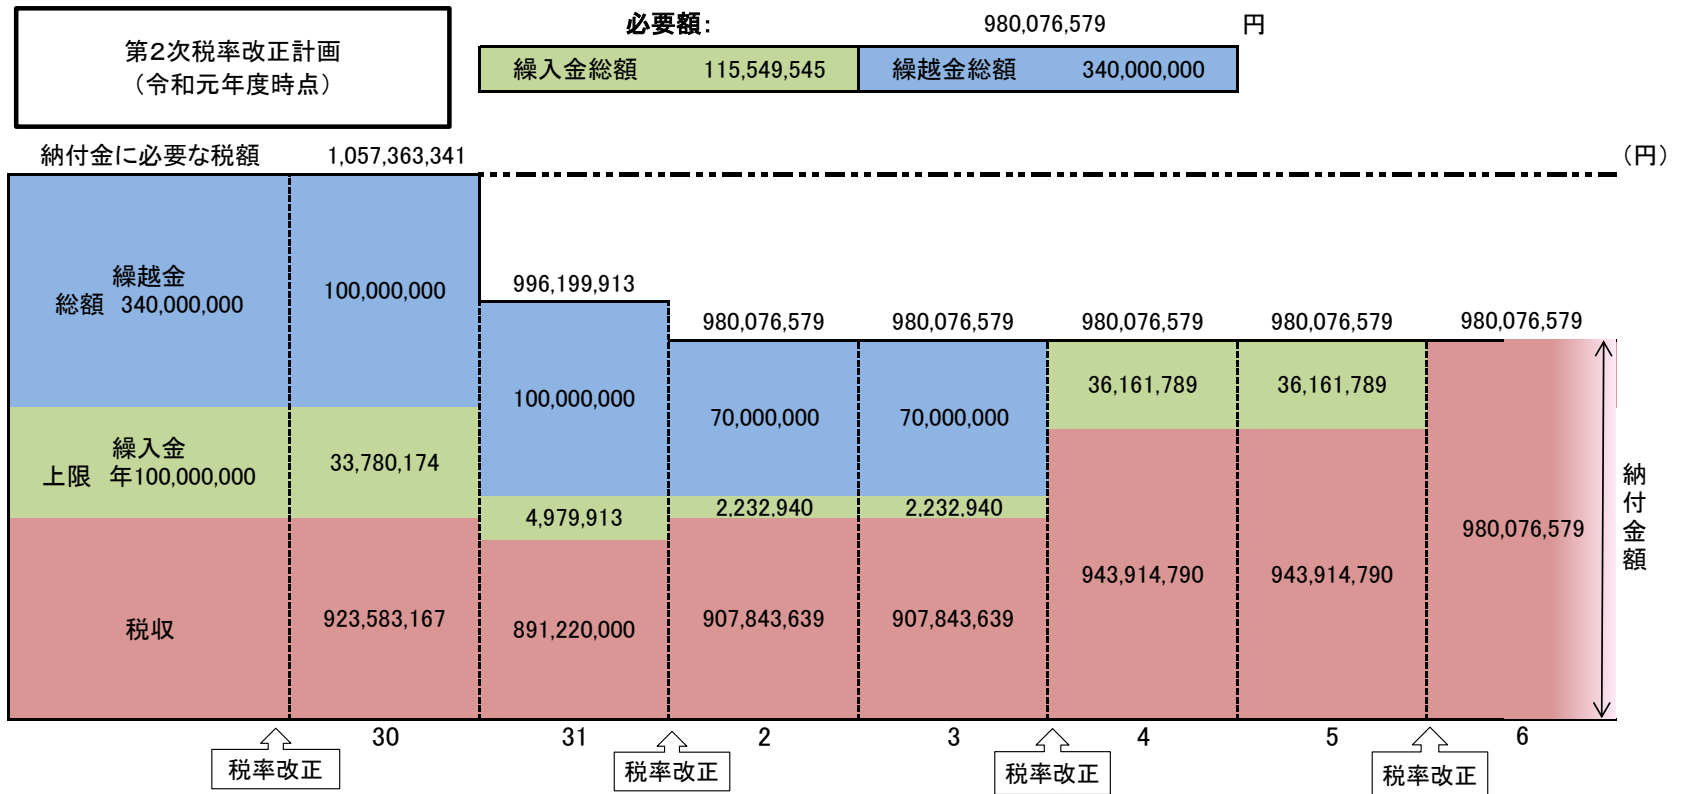 第2次税率改正計画
（令和元年度時点）
必要額： 980,076,579 円
繰入金総額 115,549,545 繰越金総額 340,000,000
納付金に必要な税額 1,057,363,341
（円）
996,199,913
980,076,579 980,076,579 980,076,579 980,076,579 980,076,579
繰越金
総額 340,000,000
100,000,000
100,000,000
70,000,000
70,000,000
36,161,789
36,161,789
繰入金
上限 年100,000,000
33,780,174
4,979,913
2,232,940
2,232,940
税収
923,583,167
891,220,000
907,843,639
907,843,639
943,914,790
943,914,790
980,076,579
納付金額
30 31 2 3 4 5 6
税率改正 税率改正 税率改正 税率改正